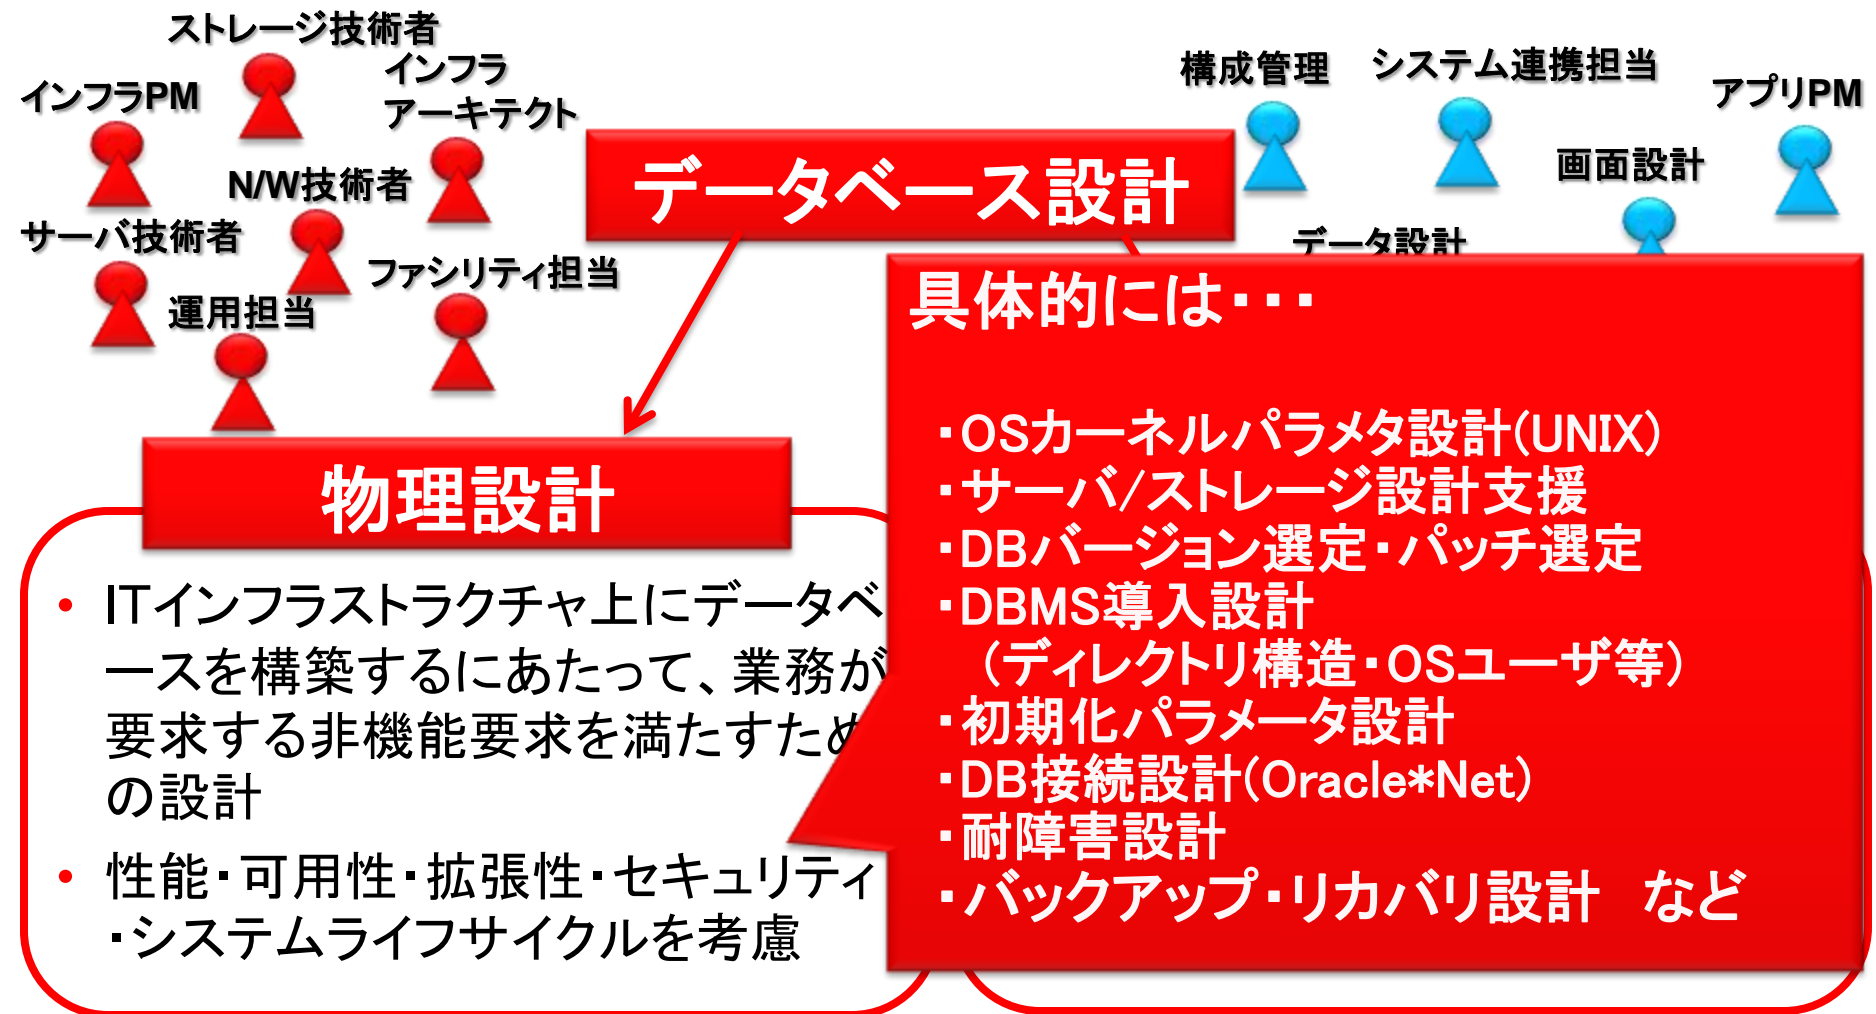 ストレージ技術者
インフラPM
インフラ
アーキテクト
N/W技術者
サーバ技術者
ファシリティ担当
運用担当
構成管理
システム連携担当
アプリPM
画面設計
データ設計
データベース設計
物理設計
• ITインフラストラクチャ上にデータベ
ースを構築するにあたって、業務が
要求する非機能要求を満たすため
の設計
• 性能・可用性・拡張性・セキュリティ
・システムライフサイクルを考慮
具体的には・・・
・OSカーネルパラメタ設計(UNIX)
・サーバ/ストレージ設計支援
・DBバージョン選定・パッチ選定
・DBMS導入設計
（ディレクトリ構造・OSユーザ等）
・初期化パラメータ設計
・DB接続設計(Oracle*Net)
・耐障害設計
・バックアップ・リカバリ設計　など